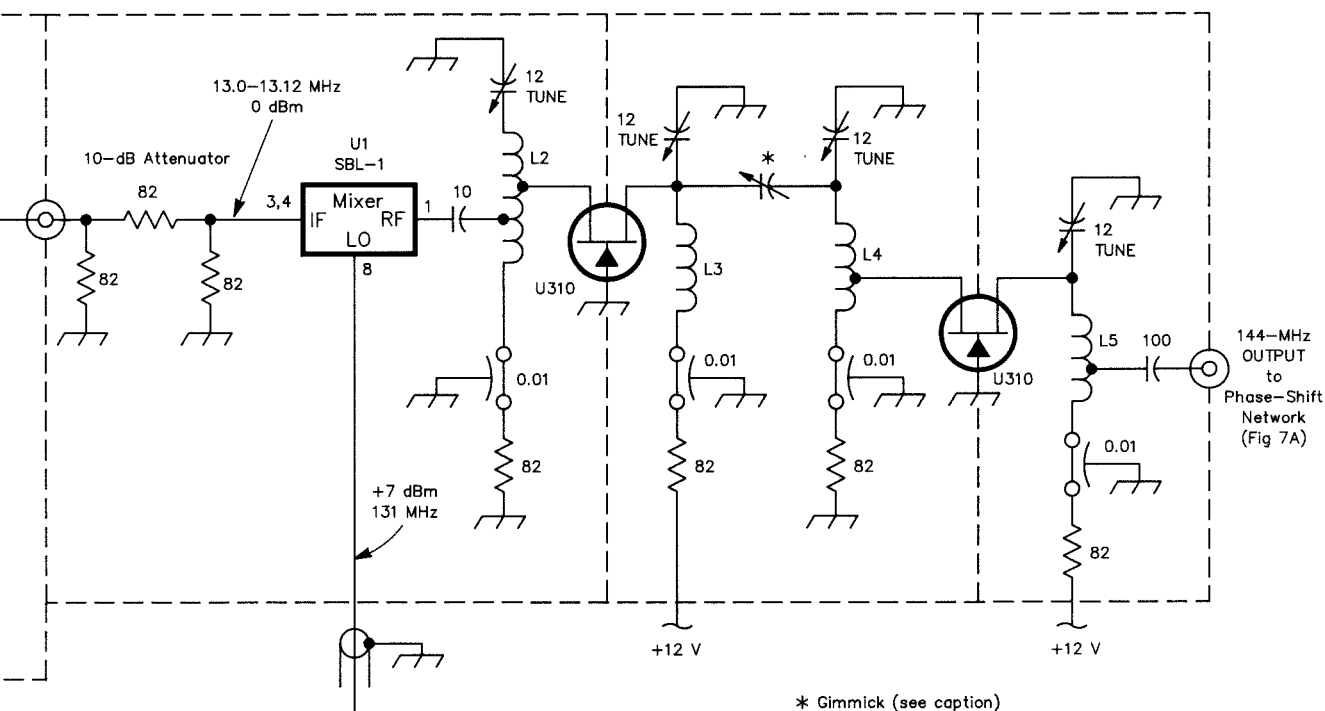 13.0-13.12 MHz
0 dBm
10-dB Attenuator
82
82
82
U1
SBL-1
3,4
IF
Mixer
RF
LO
1
8
10
12
TUNE
L2
U310
0.01
82
+7 dBm
131 MHz
12
TUNE
*
12
TUNE
L3
L4
0.01
0.01
82
82
+12 V
U310
12
TUNE
L5
100
0.01
82
+12 V
144-MHz
OUTPUT
to
Phase-Shift
Network
(Fig 7A)
* Gimmick (see caption)